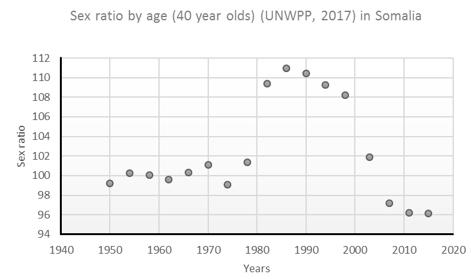 Sex ratio by age (40 year olds) (UNWPP, 2017) in Somalia
112
110
108
106
104
102
100
98
96
94
Sex ratio
1940 1950 1960 1970 1980 1990 2000 2010 2020
Years